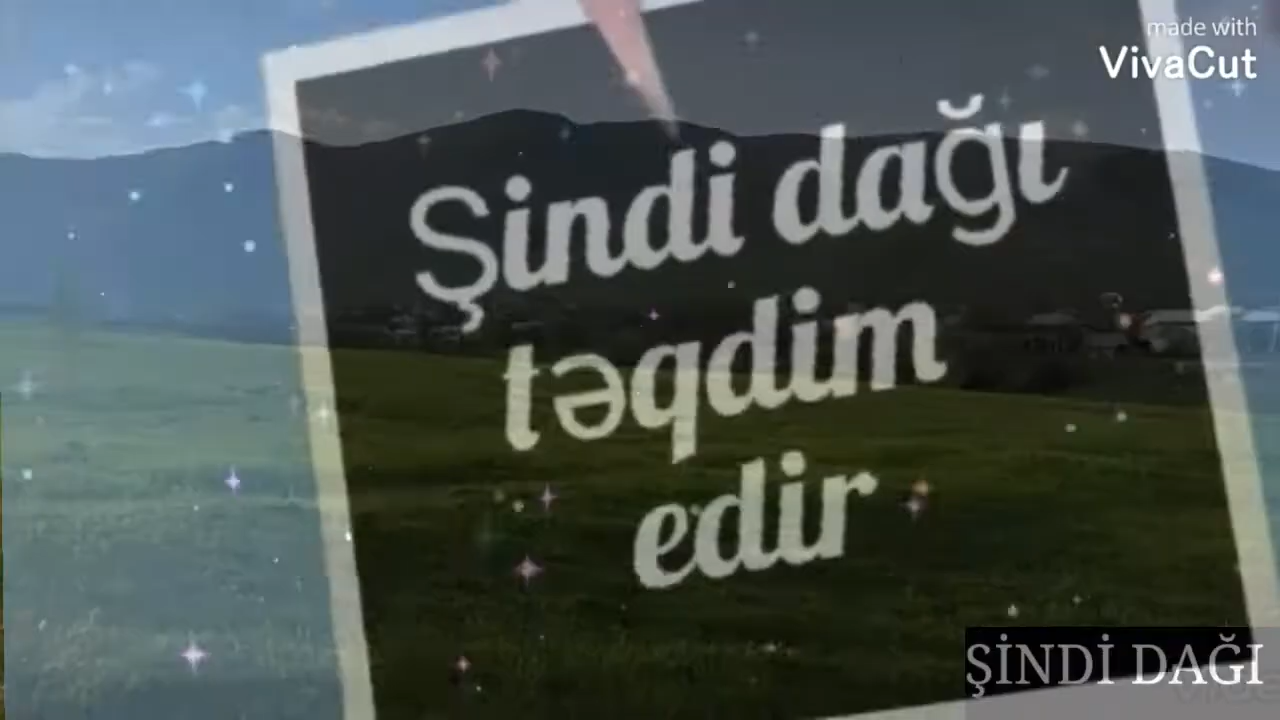 made with
VivaCut
Şindi dağı
təqdim
edir
ŞİNDİ DAĞI